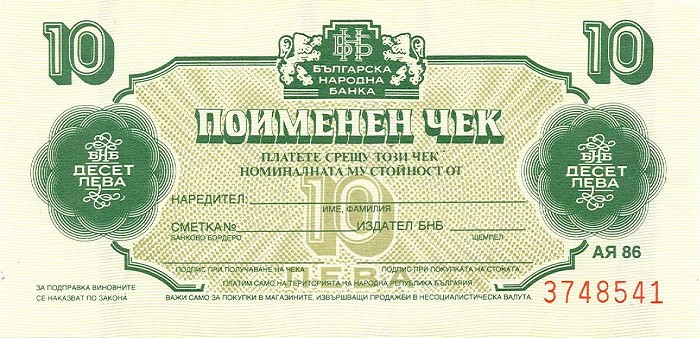 10
БНБ
10
БЪЛГАРСКА
НАРОДНА
БАНКА
ПОИМЕНЕН ЧЕК
ПЛАТЕТЕ СРЕЩУ ТОЗИ ЧЕК
НОМИНАЛНАТА МУ СТОЙНОСТ ОТ
БНБ
ДЕСЕТ
ЛЕВА
БНБ
ДЕСЕТ
ЛЕВА
10
ЛЕВА
НАРЕДИТЕЛ:
ИМЕ, ФАМИЛИЯ
СМЕТКА № ИЗДАТЕЛ БНБ
БАНКОВО БОРДЕРО ЩЕМПЕЛ
АЯ 86
ПОДПИС ПРИ ПОЛУЧАВАНЕ НА ЧЕКА ПОДПИС ПРИ ПОКУПКАТА НА СТОКАТА
ПЛАТИМ САМО НА ТЕРИТОРИЯТА НА НАРОДНА РЕПУБЛИКА БЪЛГАРИЯ
ЗА ПОДПРАВКА ВИНОВНИТЕ
СЕ НАКАЗВАТ ПО ЗАКОНА
ВАЖИ САМО ЗА ПОКУПКИ В МАГАЗИНИТЕ, ИЗВЪРШВАЩИ ПРОДАЖБИ В НЕСОЦИАЛИСТИЧЕСКА ВАЛУТА.
3748541